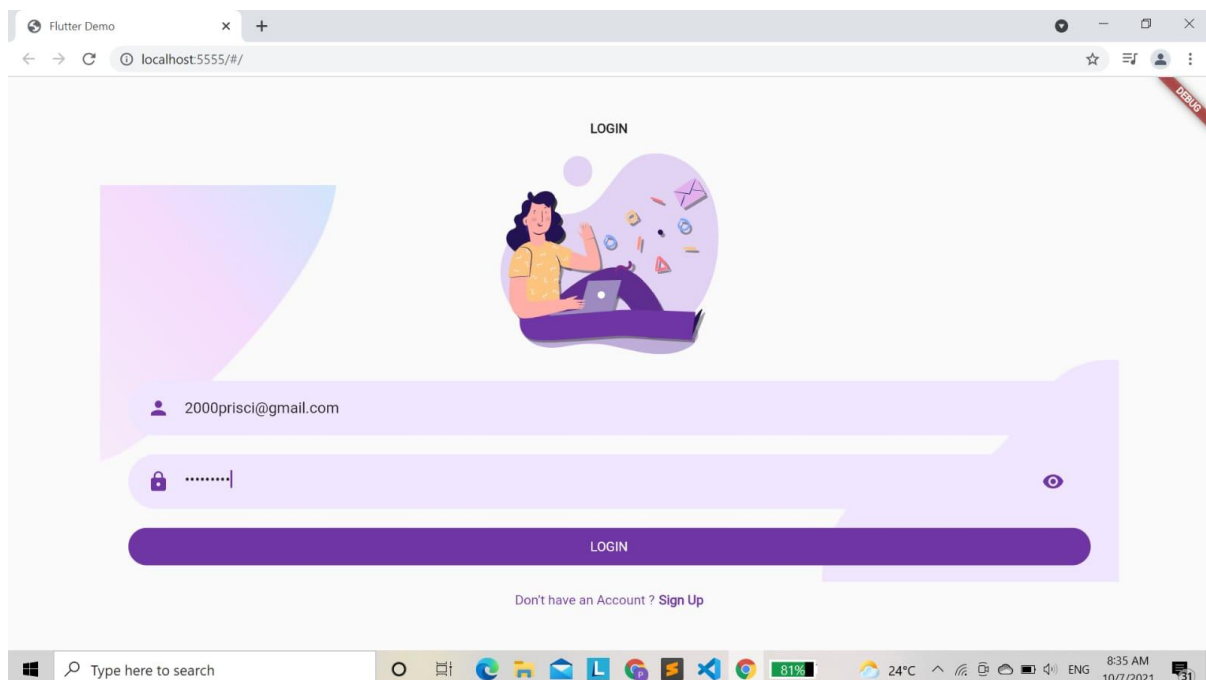 Flutter Demo
localhost:5555/#/
DEBUG
LOGIN
2000prisci@gmail.com
•••••••••
LOGIN
Don't have an Account ? Sign Up
Type here to search
L
81%
24°C
ENG
8:35 AM
10/7/2021
31